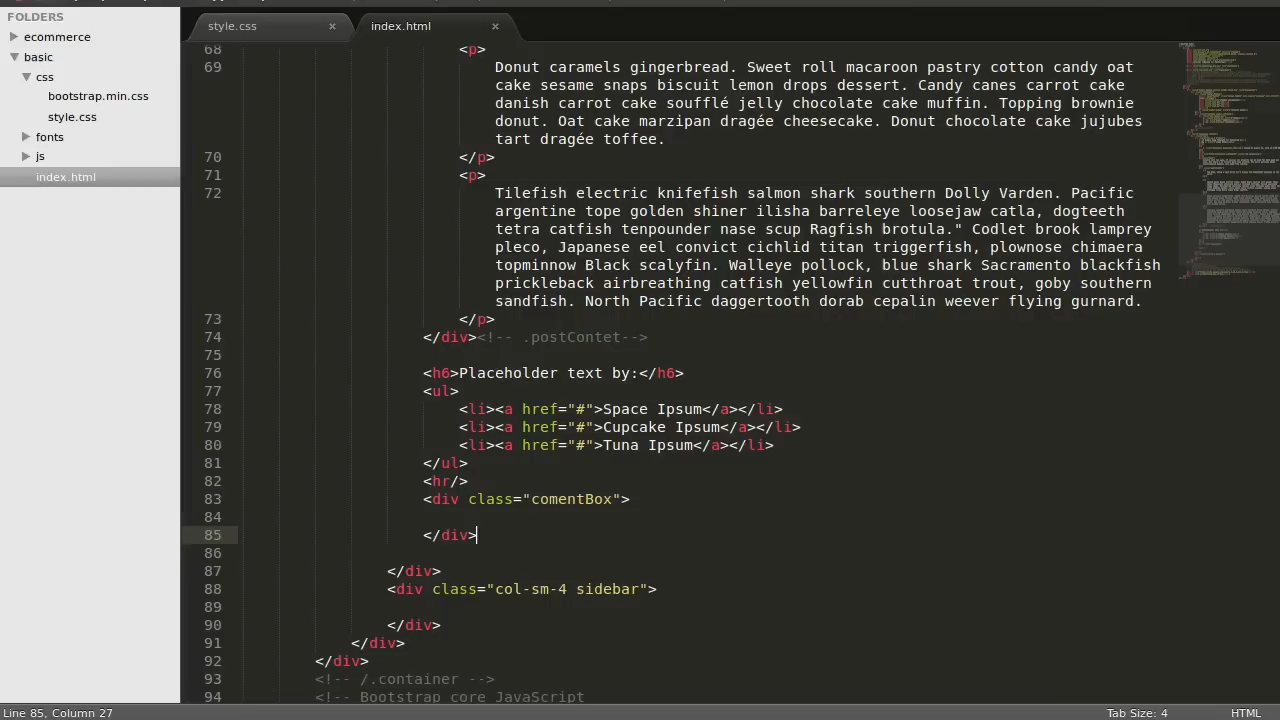 FOLDERS
ecommerce
basic
css
bootstrap.min.css
style.css
fonts
js
index.html
style.css ×
index.html ×
68 <p>
69 caramels gingerbread. Sweet roll macaroon pastry cotton candy oat
cake sesame snaps biscuit lemon drops dessert. Candy canes carrot cake
danish carrot cake soufflé jelly chocolate cake muffin. Topping brownie
donut. Oat cake marzipan dragée cheesecake. Donut chocolate cake jujubes
tart dragée toffee.
70 </p>
71 <p>
72 Tilefish electric knifefish salmon shark southern Dolly Varden. Pacific
argentine tope golden shiner ilisha barreleye loosejaw catla, dogteeth
tetra catfish tenpounder nase scup Ragfish brotula." Codlet brook lamprey
pleco, Japanese eel convict cichlid titan triggerfish, plownose chimaera
topminnow Black scalyfin. Walleye pollock, blue shark Sacramento blackfish
prickleback airbreathing catfish yellowfin cutthroat trout, goby southern
sandfish. North Pacific daggertooth dorab cepalin weever flying gurnard.
73 </p>
74 </div><!-- .postContet-->
75
76 <h6>Placeholder text by:</h6>
77 <ul>
78 <li><a href="#">Space Ipsum</a></li>
79 <li><a href="#">Cupcake Ipsum</a></li>
80 <li><a href="#">Tuna Ipsum</a></li>
81 </ul>
82 <hr/>
83 <div class="comentBox">
84
85 </div>
86
87 </div>
88 <div class="col-sm-4 sidebar">
89
90 </div>
91 </div>
92 </div>
93 <!-- /.container -->
94 <!-- Bootstrap core JavaScript
Line 85, Column 27 Tab Size: 4 HTML